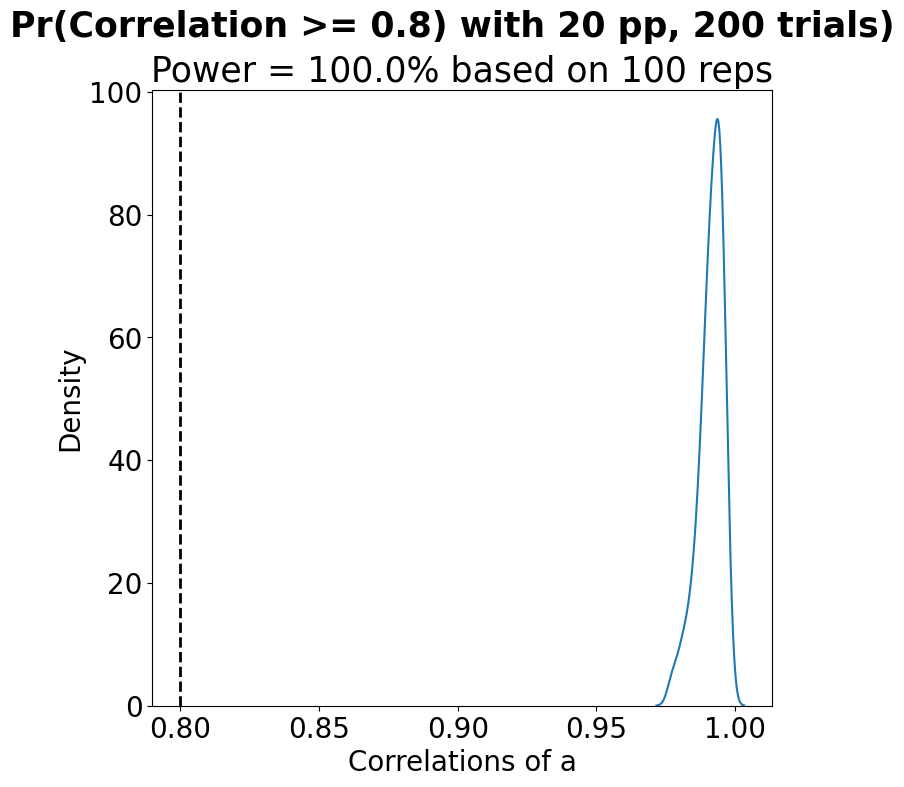 Pr(Correlation >= 0.8) with 20 pp, 200 trials)
Power = 100.0% based on 100 reps
100
80
60
40
20
0
Density
0.80 0.85 0.90 0.95 1.00
Correlations of a